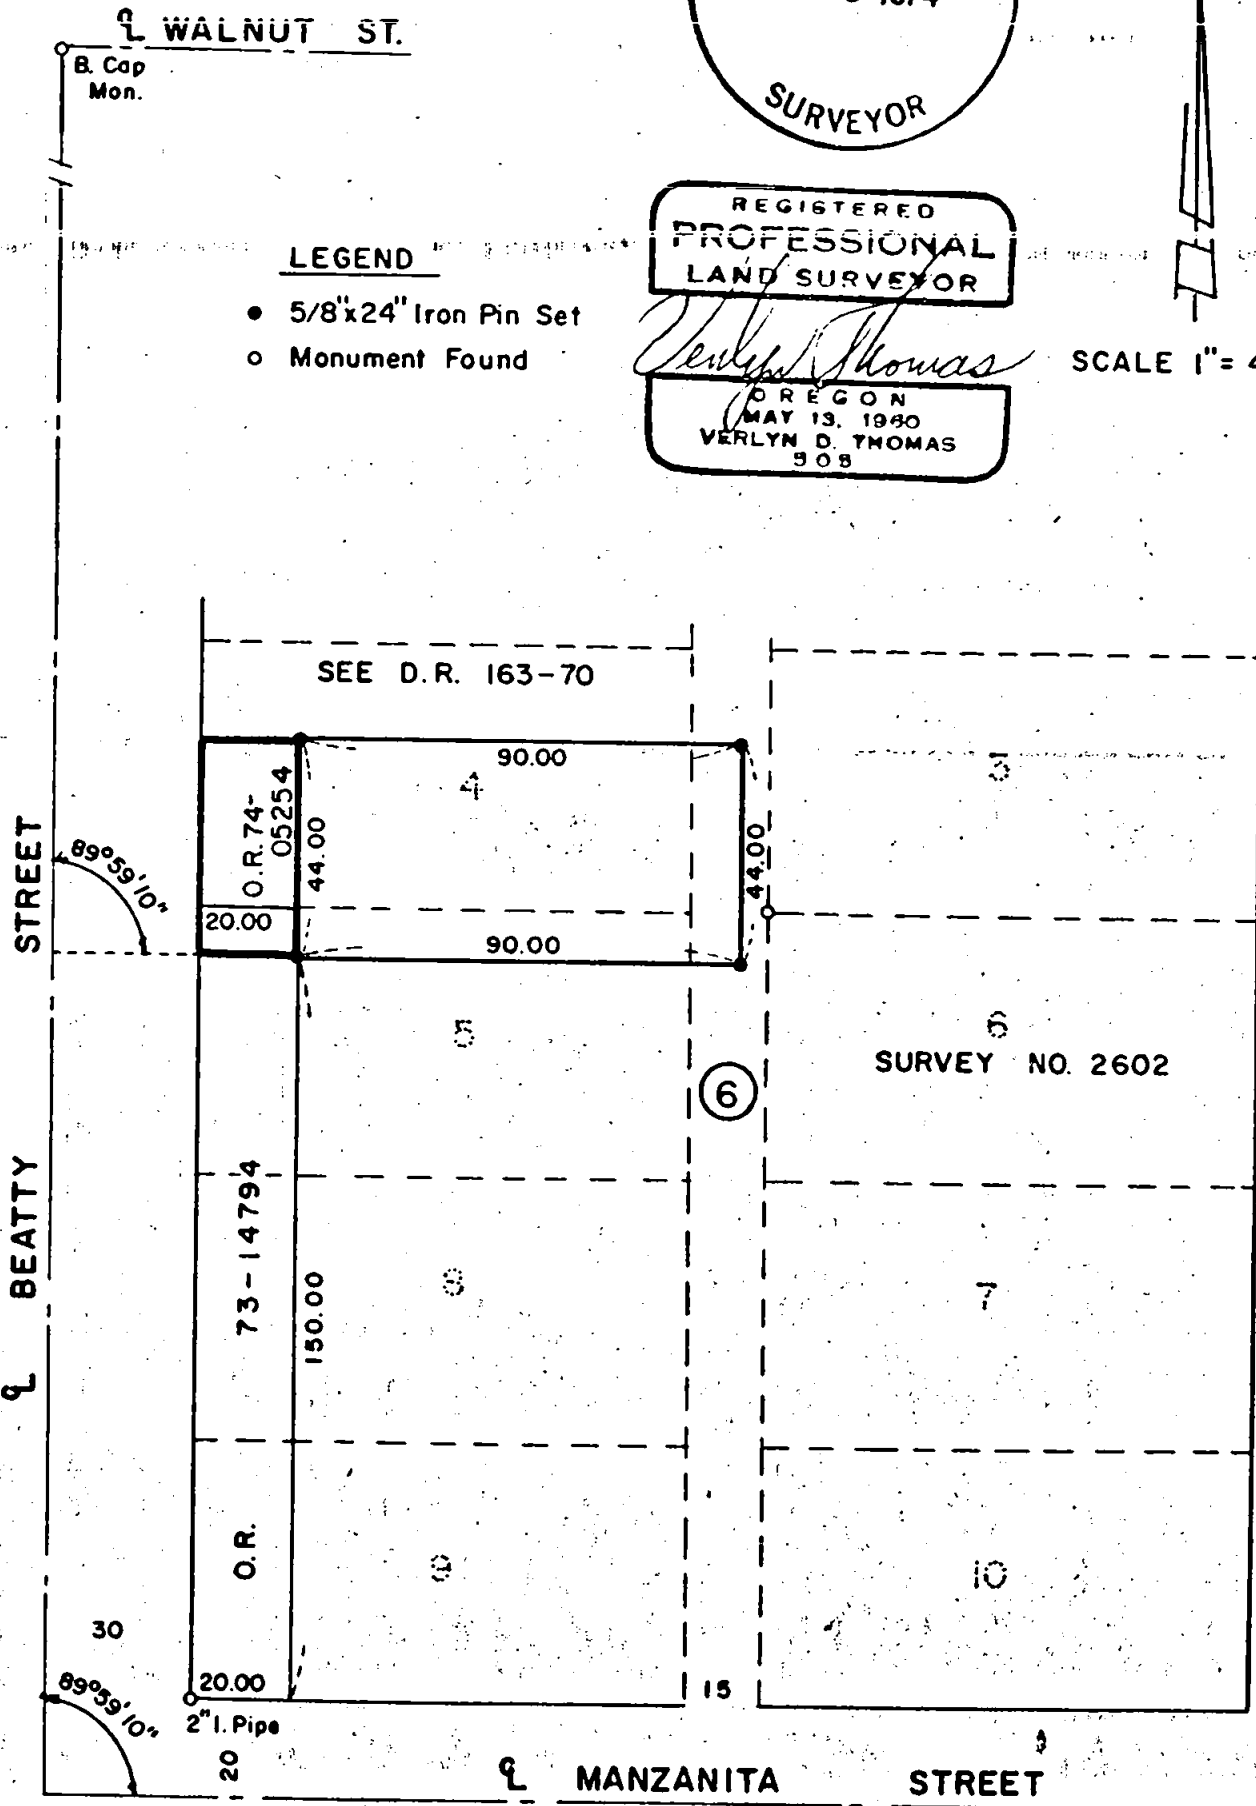 ℄ WALNUT ST.
B. Cap
Mon.
SURVEYOR
REGISTERED
PROFESSIONAL
LAND SURVEYOR
Verlyn Thomas
OREGON
MAY 13, 1960
VERLYN D. THOMAS
LEGEND
● 5/8"x24" Iron Pin Set
○ Monument Found
SCALE 1"=
SEE D.R. 163-70
90.00
4
3
O.R. 74-
05254
44.00
44.00
89°59'10"
20.00
90.00
5
6
SURVEY NO. 2602
6
℄ BEATTY STREET
O.R. 73-14794
150.00
8
7
9
10
30
20.00
15
89°59'10"
2" I. Pipe
20
℄ MANZANITA STREET